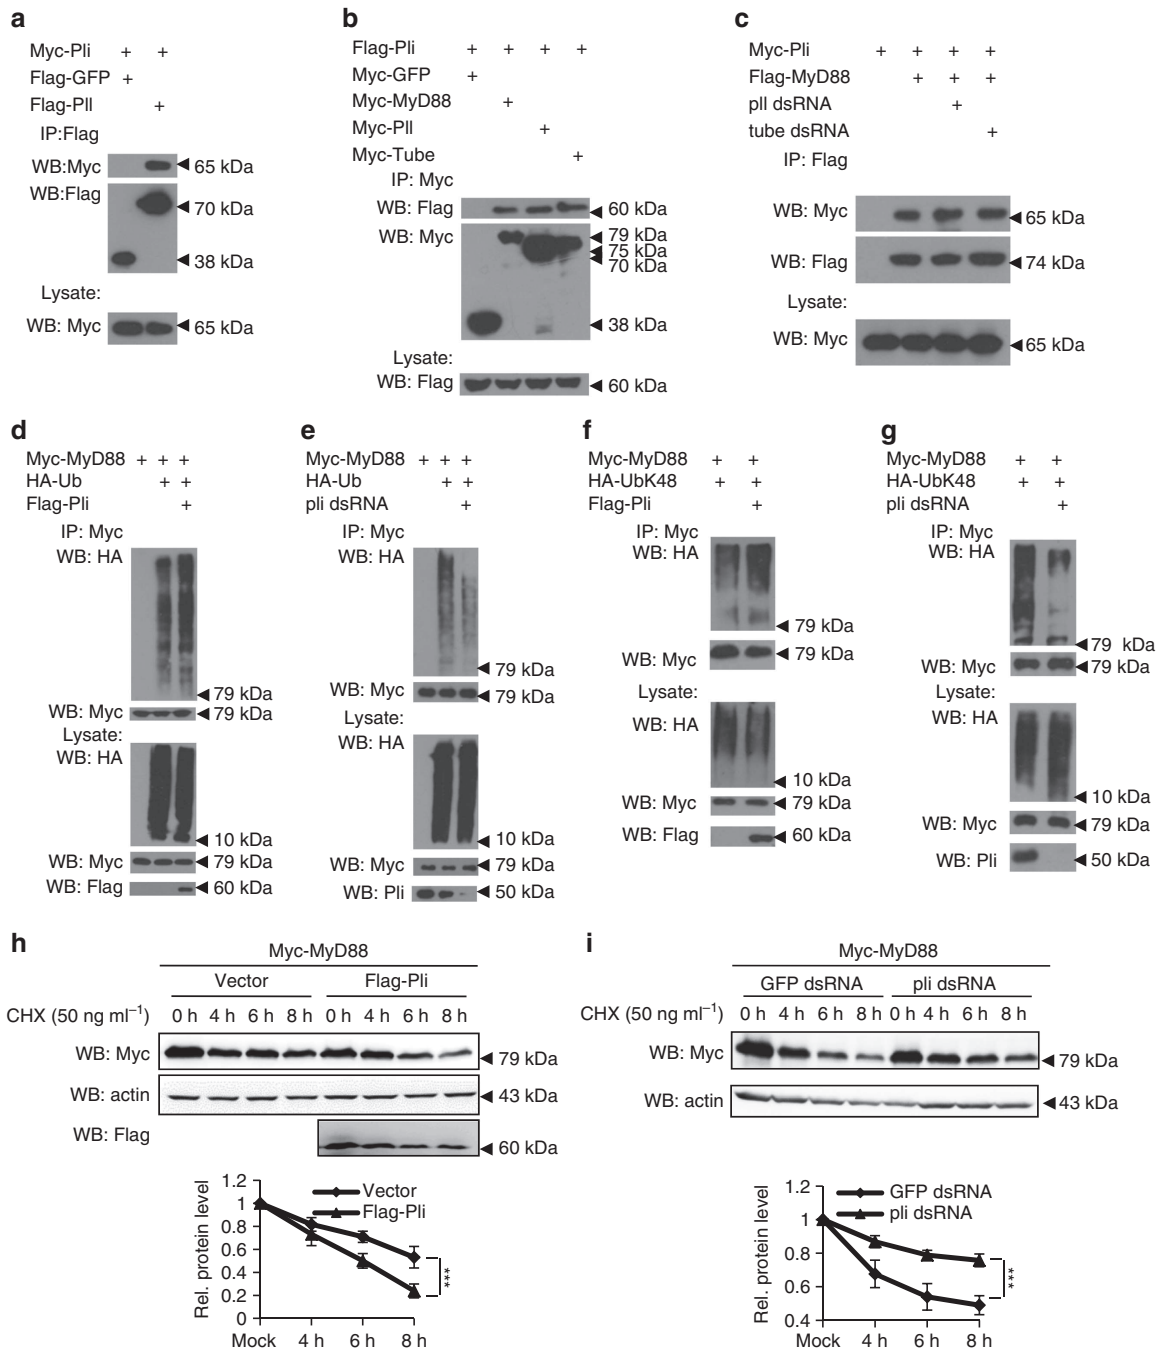 a
Myc-Pli + +
Flag-GFP +
Flag-Pll +
IP:Flag
WB:Myc 65 kDa
WB:Flag
70 kDa
38 kDa
Lysate:
WB: Myc 65 kDa
b
Flag-Pli + + + +
Myc-GFP +
Myc-MyD88 +
Myc-Pll +
Myc-Tube +
IP: Myc
WB: Flag 60 kDa
WB: Myc 79 kDa
75 kDa
70 kDa
38 kDa
Lysate:
WB: Flag 60 kDa
c
Myc-Pli + + + +
Flag-MyD88 + + +
pll dsRNA +
tube dsRNA +
IP: Flag
WB: Myc 65 kDa
WB: Flag 74 kDa
Lysate:
WB: Myc 65 kDa
d
Myc-MyD88 + + +
HA-Ub + +
Flag-Pli +
IP: Myc
WB: HA
79 kDa
WB: Myc 79 kDa
Lysate:
WB: HA
10 kDa
WB: Myc 79 kDa
WB: Flag 60 kDa
e
Myc-MyD88 + + +
HA-Ub + +
pli dsRNA +
IP: Myc
WB: HA
79 kDa
WB: Myc 79 kDa
Lysate:
WB: HA
10 kDa
WB: Myc 79 kDa
WB: Pli 50 kDa
f
Myc-MyD88 + +
HA-UbK48 + +
Flag-Pli +
IP: Myc
WB: HA
79 kDa
WB: Myc 79 kDa
Lysate:
WB: HA
10 kDa
WB: Myc 79 kDa
WB: Flag 60 kDa
g
Myc-MyD88 + +
HA-UbK48 + +
pli dsRNA +
IP: Myc
WB: HA
79 kDa
WB: Myc 79 kDa
Lysate:
WB: HA
10 kDa
WB: Myc 79 kDa
WB: Pli 50 kDa
h
Myc-MyD88
Vector Flag-Pli
CHX (50 ng ml⁻¹) 0 h 4 h 6 h 8 h 0 h 4 h 6 h 8 h
WB: Myc 79 kDa
WB: actin 43 kDa
WB: Flag 60 kDa
Rel. protein level
1.2
1
0.8
0.6
0.4
0.2
0
Vector
Flag-Pli
***
Mock 4 h 6 h 8 h
i
Myc-MyD88
GFP dsRNA pli dsRNA
CHX (50 ng ml⁻¹) 0 h 4 h 6 h 8 h 0 h 4 h 6 h 8 h
WB: Myc 79 kDa
WB: actin 43 kDa
Rel. protein level
1.2
1
0.8
0.6
0.4
GFP dsRNA
pli dsRNA
***
Mock 4 h 6 h 8 h